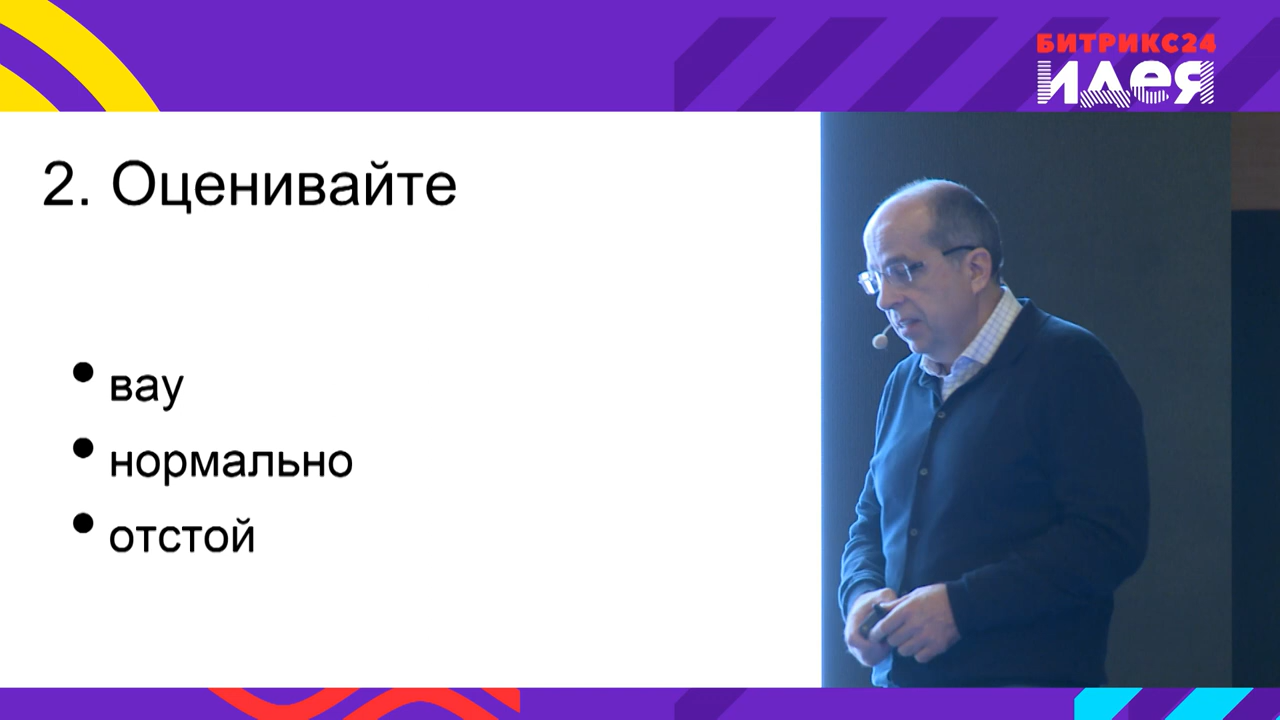 БИТРИКС24
идея
2. Оценивайте
• вау
• нормально
• отстой